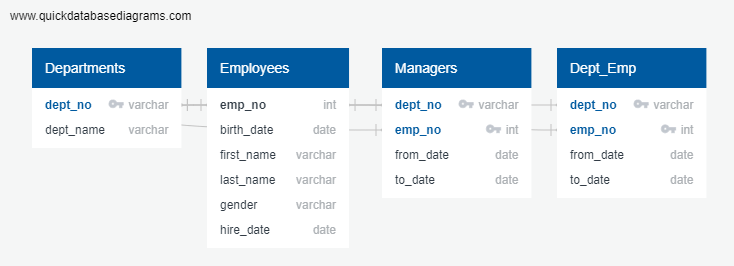 www.quickdatabasediagrams.com
Departments
dept_no varchar
dept_name varchar
Employees
emp_no int
birth_date date
first_name varchar
last_name varchar
gender varchar
hire_date date
Managers
dept_no varchar
emp_no int
from_date date
to_date date
Dept_Emp
dept_no varchar
emp_no int
from_date date
to_date date